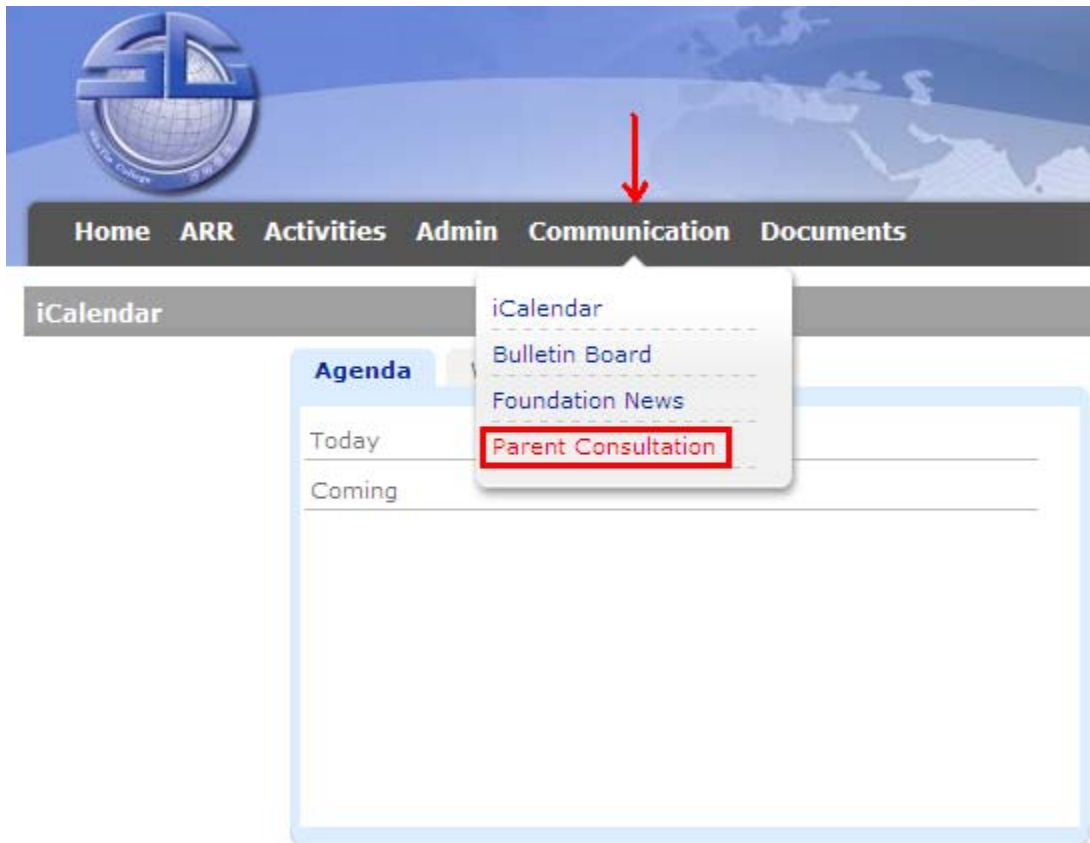 Home ARR Activities Admin Communication Documents
iCalendar
iCalendar
Bulletin Board
Foundation News
Parent Consultation
Agenda
Today
Coming